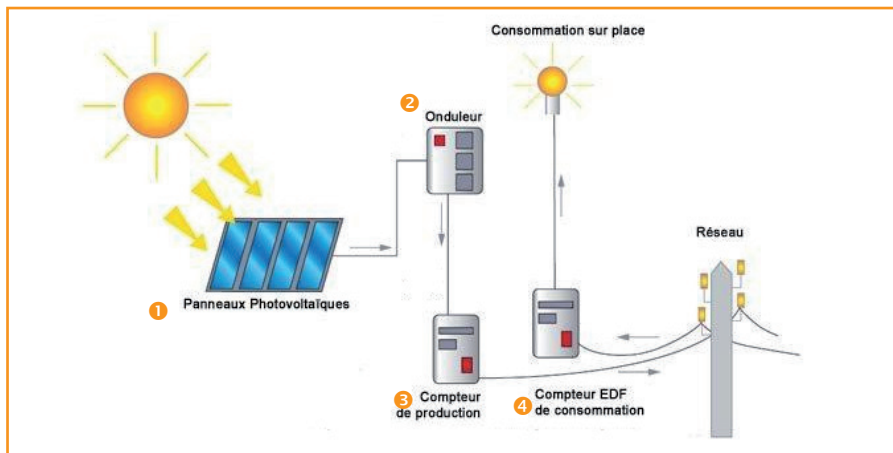 Consommation sur place
2
Onduleur
Réseau
1
Panneaux Photovoltaïques
3 Compteur
de production
4 Compteur EDF
de consommation